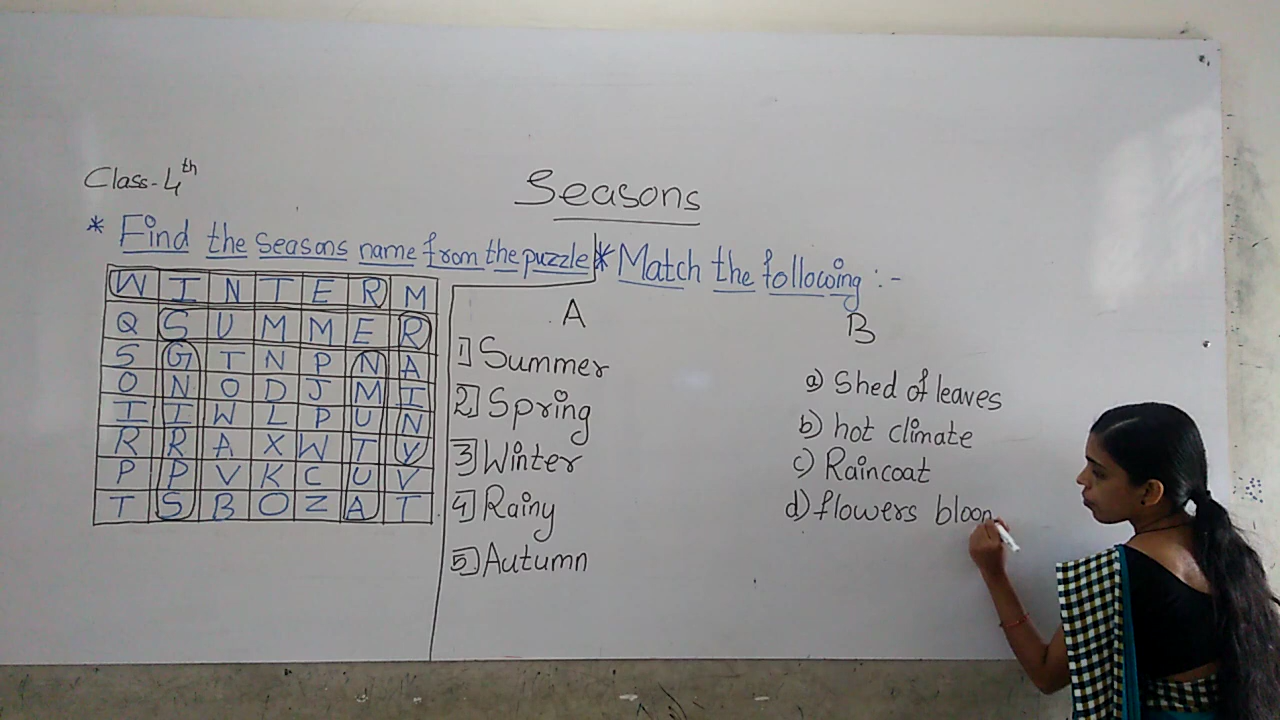 Class-4th
Seasons
* Find the seasons name from the puzzle
W I N T E R M
Q S U M M E R
S G T N P N A
O N O D J M I
I I W L P U N
R R A X W T Y
P P V K C U V
T S B O Z A T
* Match the following :-
A
1] Summer
2] Spring
3] Winter
4] Rainy
5] Autumn
B
a) Shed of leaves
b) hot climate
c) Raincoat
d) flowers bloon